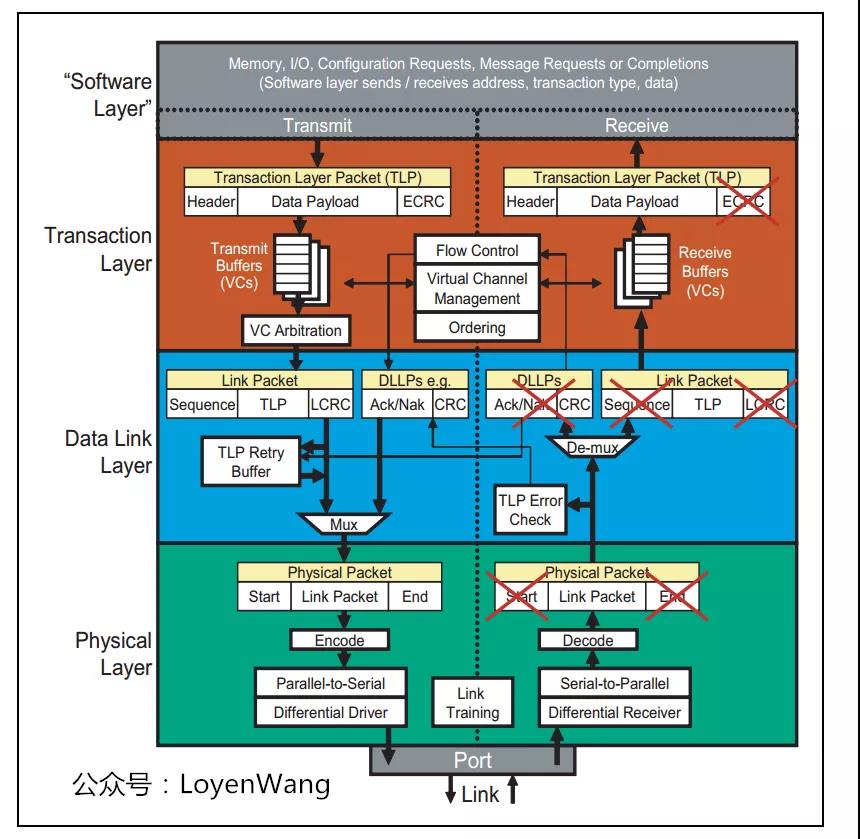 Memory, I/O, Configuration Requests, Message Requests or Completions
(Software layer sends / receives address, transaction type, data)
“Software
Layer”
Transmit
Receive
Transaction Layer Packet (TLP)
Header
Data Payload
ECRC
Transaction Layer Packet (TLP)
Header
Data Payload
ECRC
Transaction
Layer
Transmit
Buffers
(VCs)
Flow Control
Virtual Channel
Management
Ordering
Receive
Buffers
(VCs)
VC Arbitration
Link Packet
Sequence
TLP
LCRC
DLLPs e.g.
Ack/Nak
CRC
DLLPs
Ack/Nak
CRC
Link Packet
Sequence
TLP
LCRC
Data Link
Layer
TLP Retry
Buffer
De-mux
TLP Error
Check
Mux
Physical Packet
Start
Link Packet
End
Physical Packet
Start
Link Packet
End
Physical
Layer
Encode
Decode
Parallel-to-Serial
Differential Driver
Link
Training
Serial-to-Parallel
Differential Receiver
Port
Link
公众号：LoyenWang